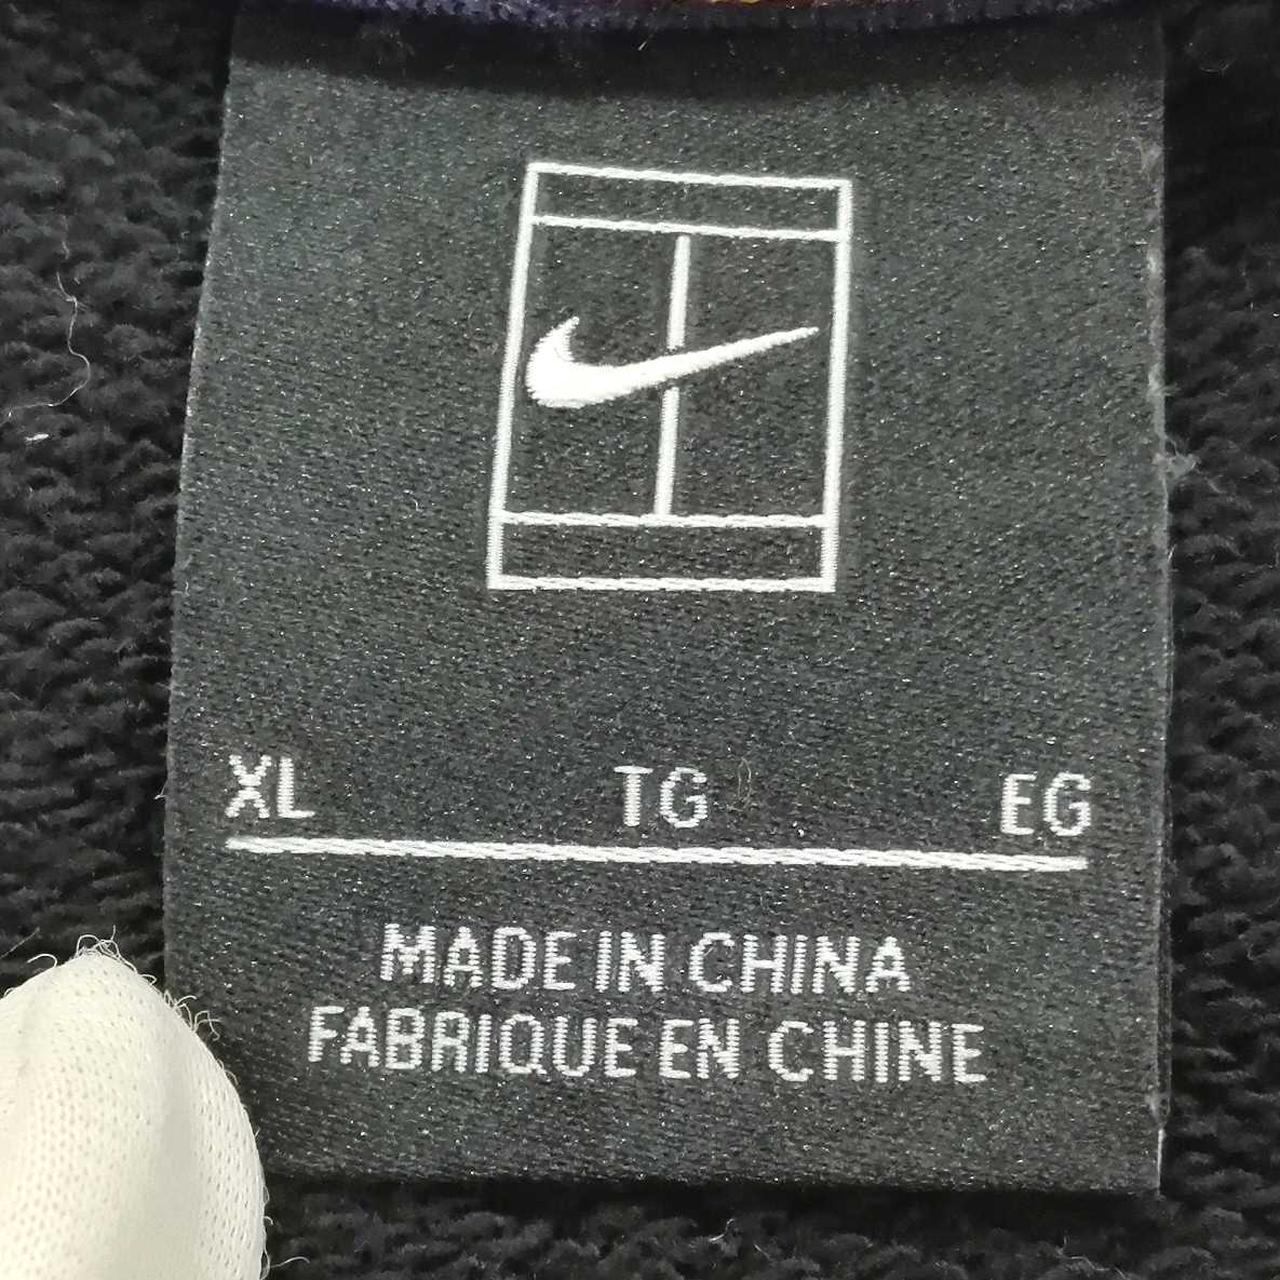 XL TG EG
MADE IN CHINA
FABRIQUE EN CHINE